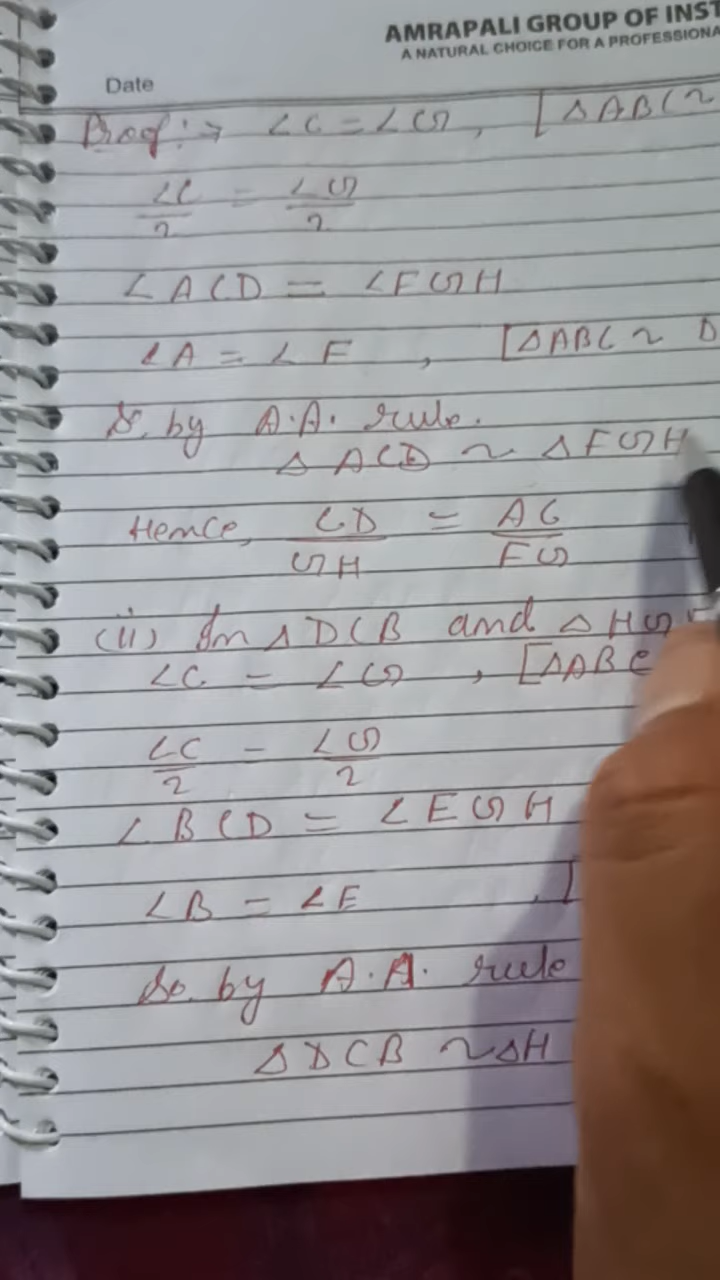 AMRAPALI GROUP OF INST
A NATURAL CHOICE FOR A PROFESSIONA
Date
Proof :→ ∠C = ∠G, [△ABC ~
∠C/2 = ∠G/2
∠ACD = ∠FGH
∠A = ∠F , [△ABC ~
So, by A.A. rule.
△ACD ~ △FGH
Hence, CD/GH = AC/FG
(ii) In △DCB and △HG
∠C = ∠G , [△ABC
∠C/2 = ∠G/2
∠BCD = ∠EGH
∠B = ∠E , [
So, by A.A. rule
△DCB ~ △H